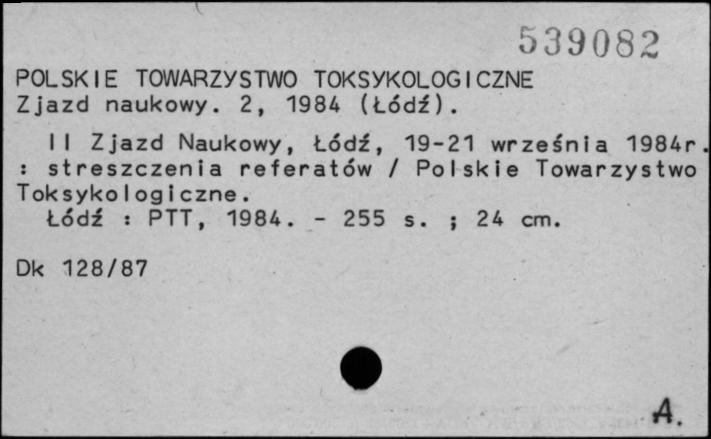 539082
POLSKIE TOWARZYSTWO TOKSYKOLOGICZNE
Zjazd naukowy. 2, 1984 (Łódź).
II Zjazd Naukowy, Łódź, 19-21 września 1984r.
: streszczenia referatów / Polskie Towarzystwo
Toksykologiczne.
Łódź : PTT, 1984. - 255 s. ; 24 cm.
Dk 128/87
A.